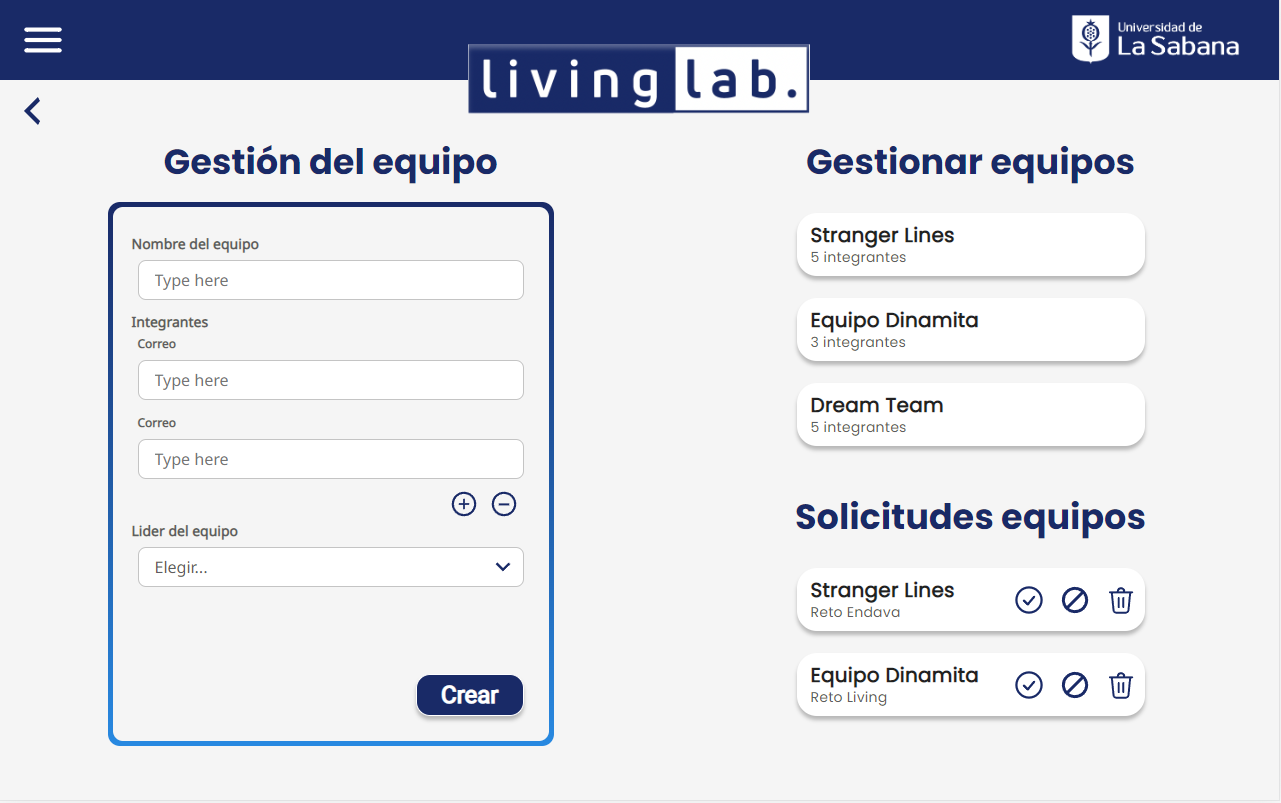 Universidad de
La Sabana
living lab.
Gestión del equipo
Nombre del equipo
Type here
Integrantes
Correo
Type here
Correo
Type here
Lider del equipo
Elegir...
Crear
Gestionar equipos
Stranger Lines
5 integrantes
Equipo Dinamita
3 integrantes
Dream Team
5 integrantes
Solicitudes equipos
Stranger Lines
Reto Endava
Equipo Dinamita
Reto Living